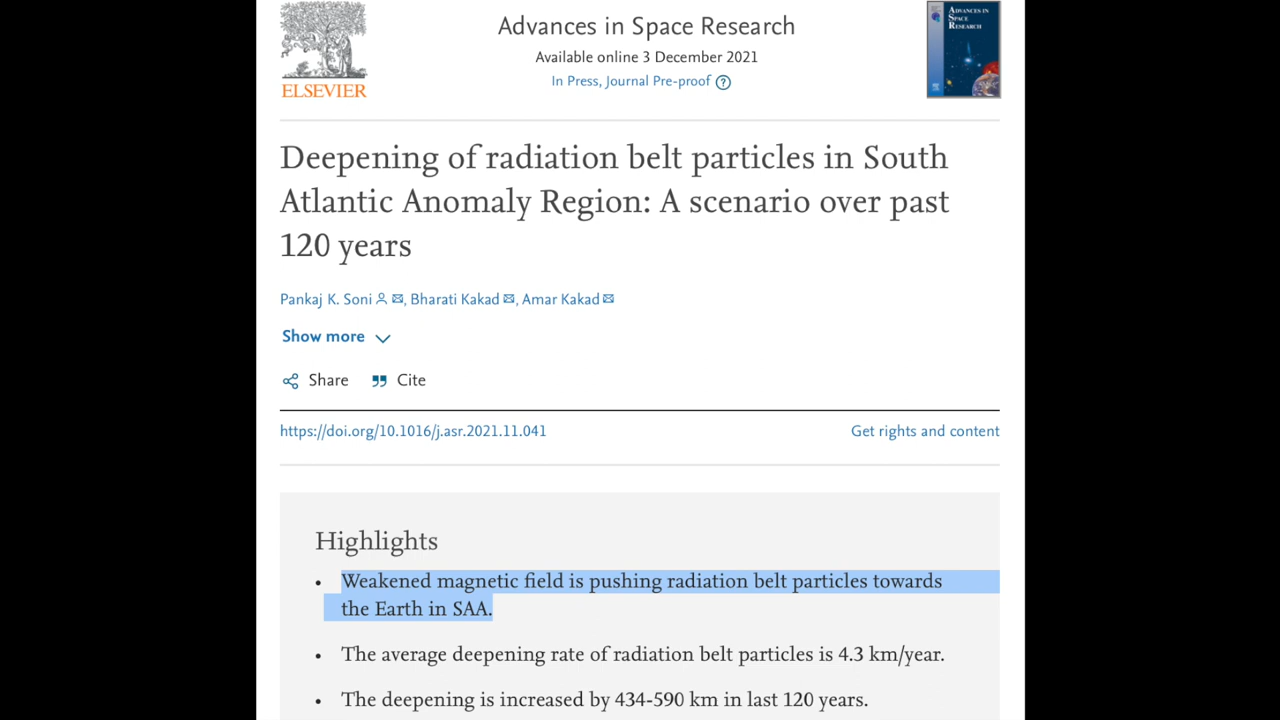 ELSEVIER
Advances in Space Research
Available online 3 December 2021
In Press, Journal Pre-proof ?
ADVANCES IN
SPACE
RESEARCH
Deepening of radiation belt particles in South
Atlantic Anomaly Region: A scenario over past
120 years
Pankaj K. Soni, Bharati Kakad, Amar Kakad
Show more
Share Cite
https://doi.org/10.1016/j.asr.2021.11.041 Get rights and content
Highlights
• Weakened magnetic field is pushing radiation belt particles towards
the Earth in SAA.
• The average deepening rate of radiation belt particles is 4.3 km/year.
• The deepening is increased by 434-590 km in last 120 years.